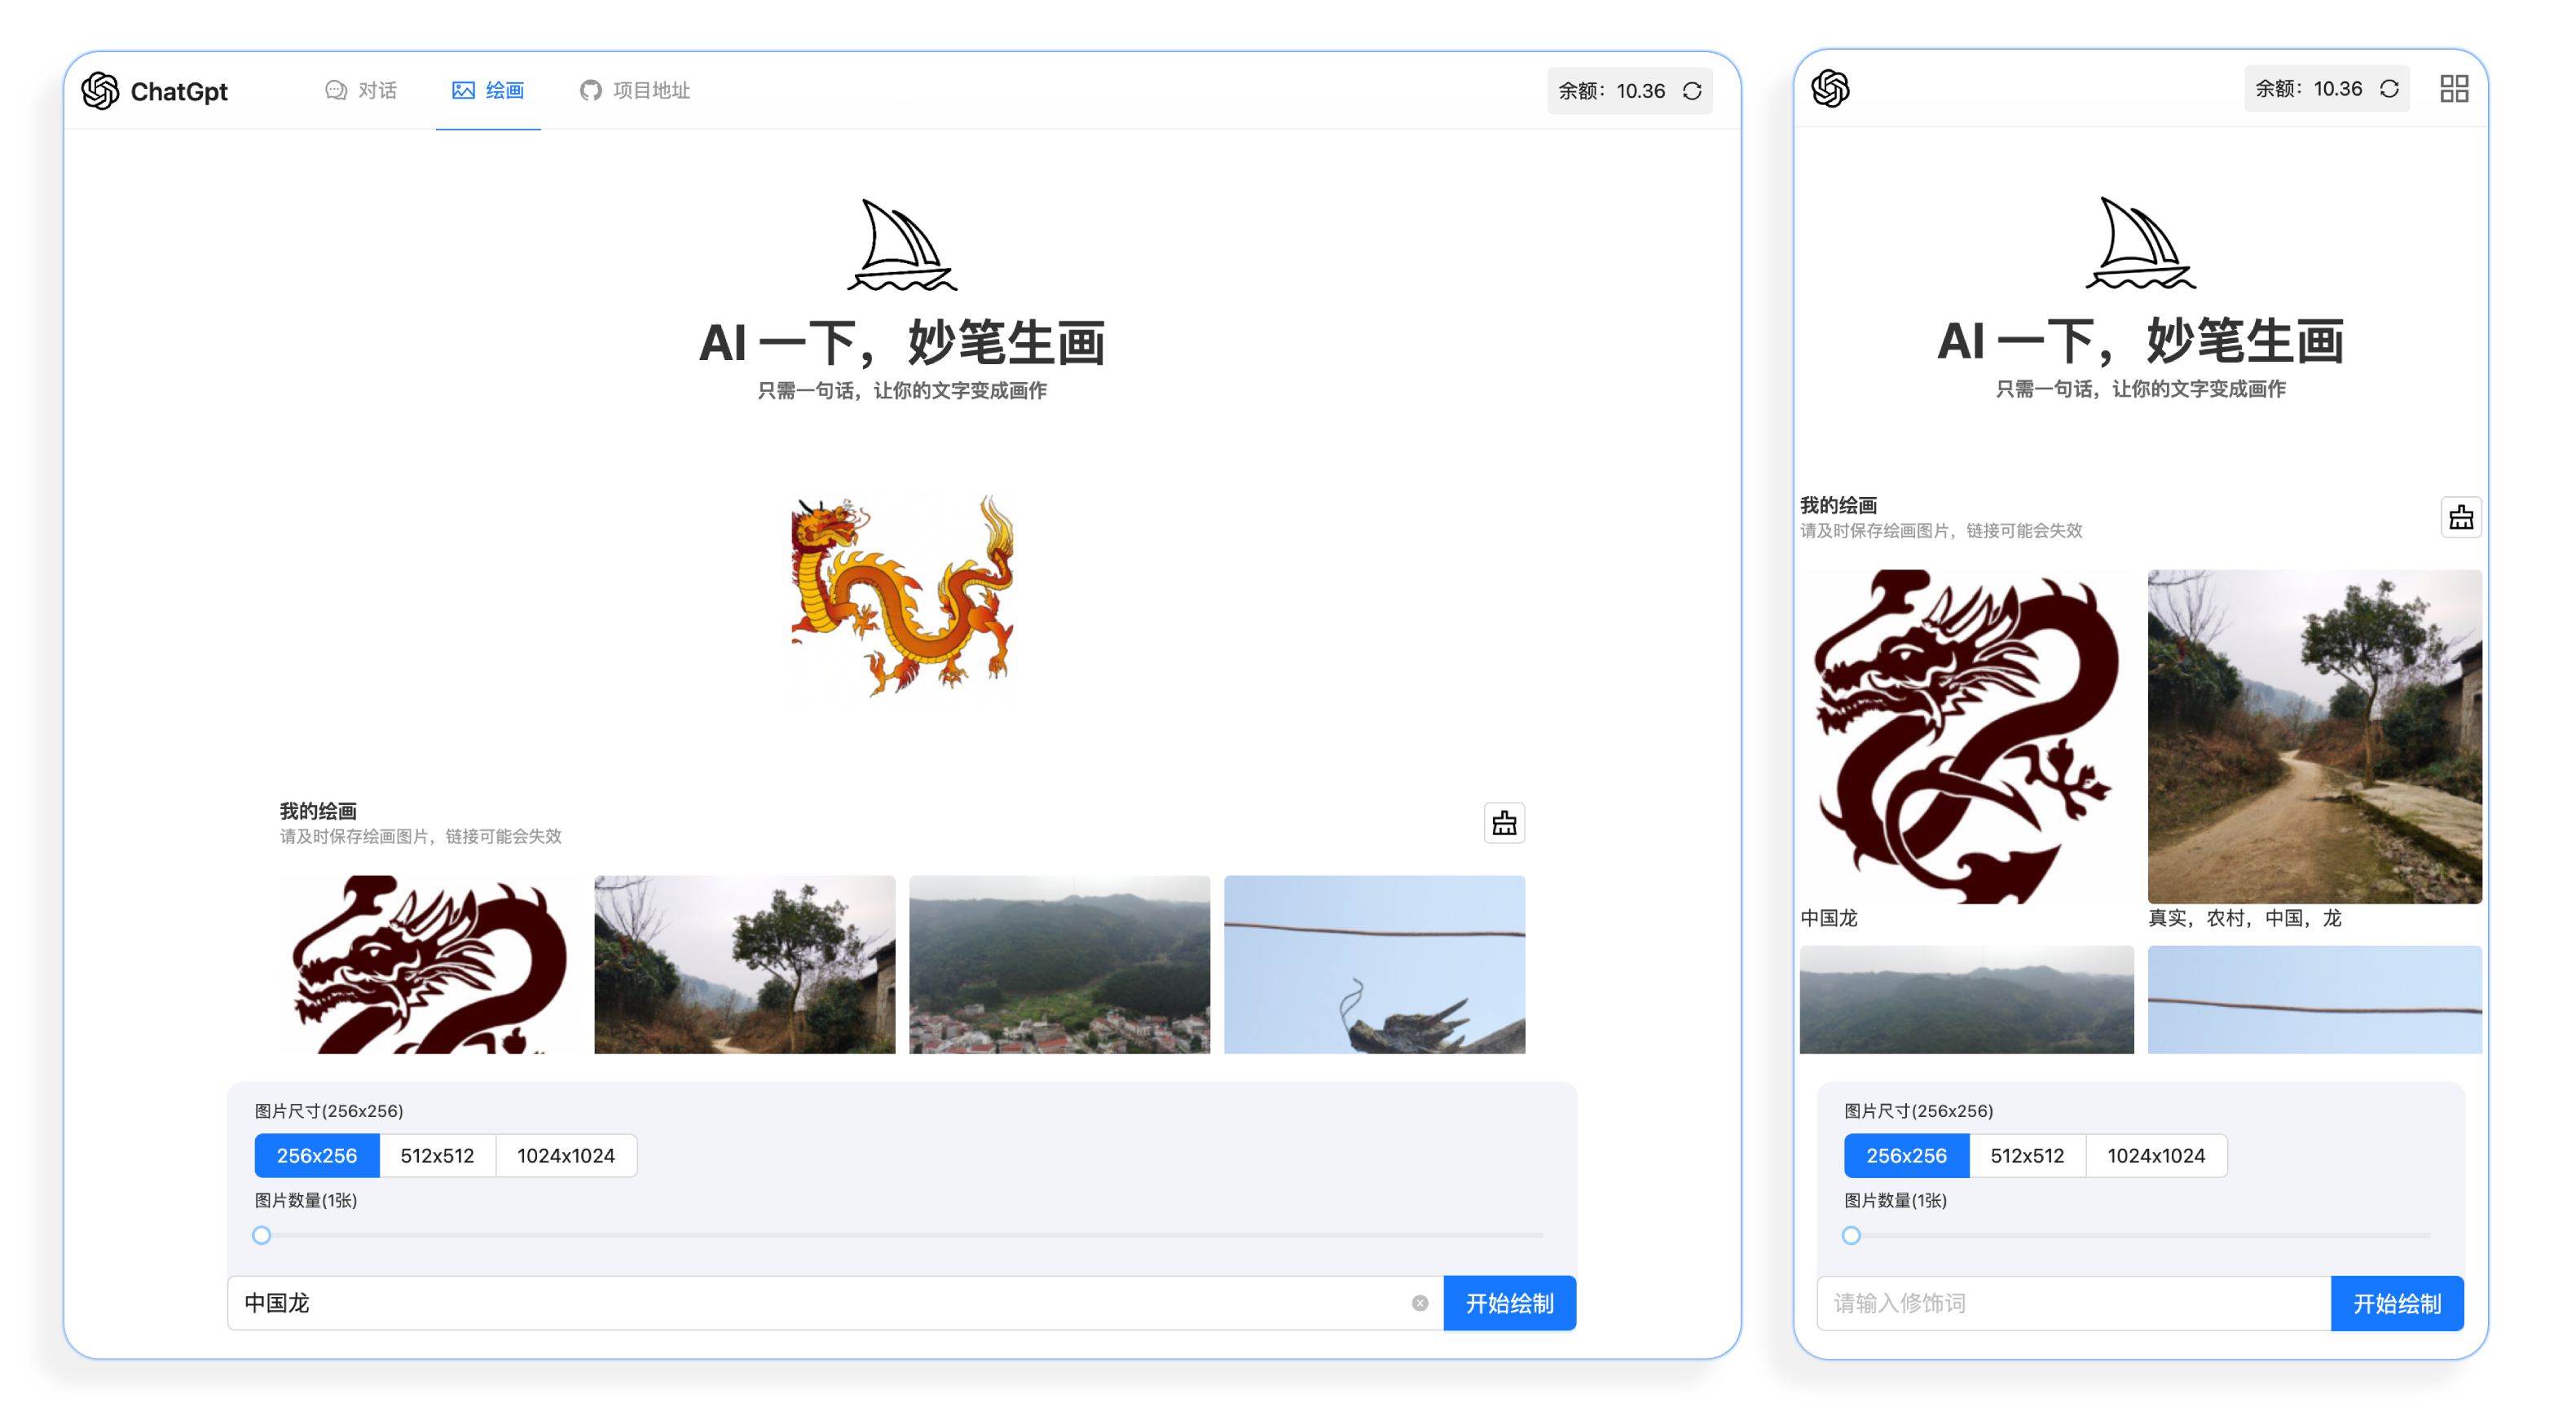 ChatGpt
对话
绘画
项目地址
余额：10.36
AI 一下，妙笔生画
只需一句话，让你的文字变成画作
我的绘画
请及时保存绘画图片，链接可能会失效
图片尺寸(256x256)
256x256
512x512
1024x1024
图片数量(1张)
中国龙
开始绘制
余额：10.36
AI 一下，妙笔生画
只需一句话，让你的文字变成画作
我的绘画
请及时保存绘画图片，链接可能会失效
中国龙
真实，农村，中国，龙
图片尺寸(256x256)
256x256
512x512
1024x1024
图片数量(1张)
请输入修饰词
开始绘制